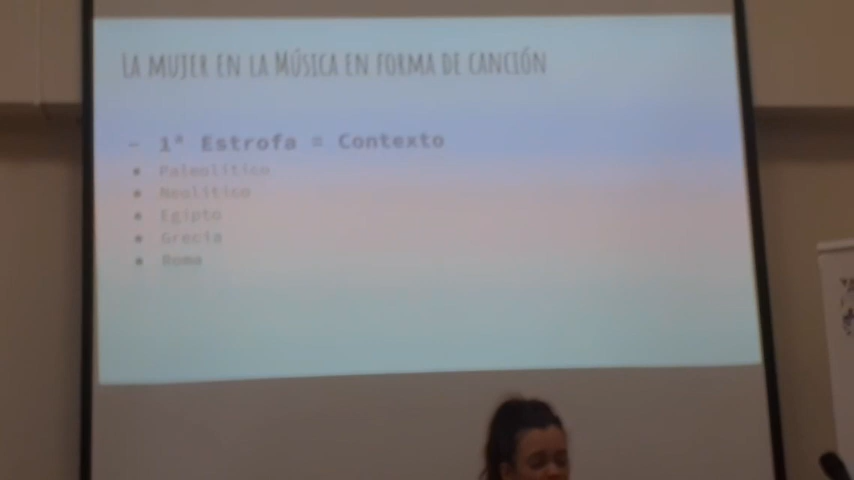 La mujer en la Música en forma de canción
- 1ª Estrofa = Contexto
● Paleolítico
● Neolítico
● Egipto
● Grecia
● Roma